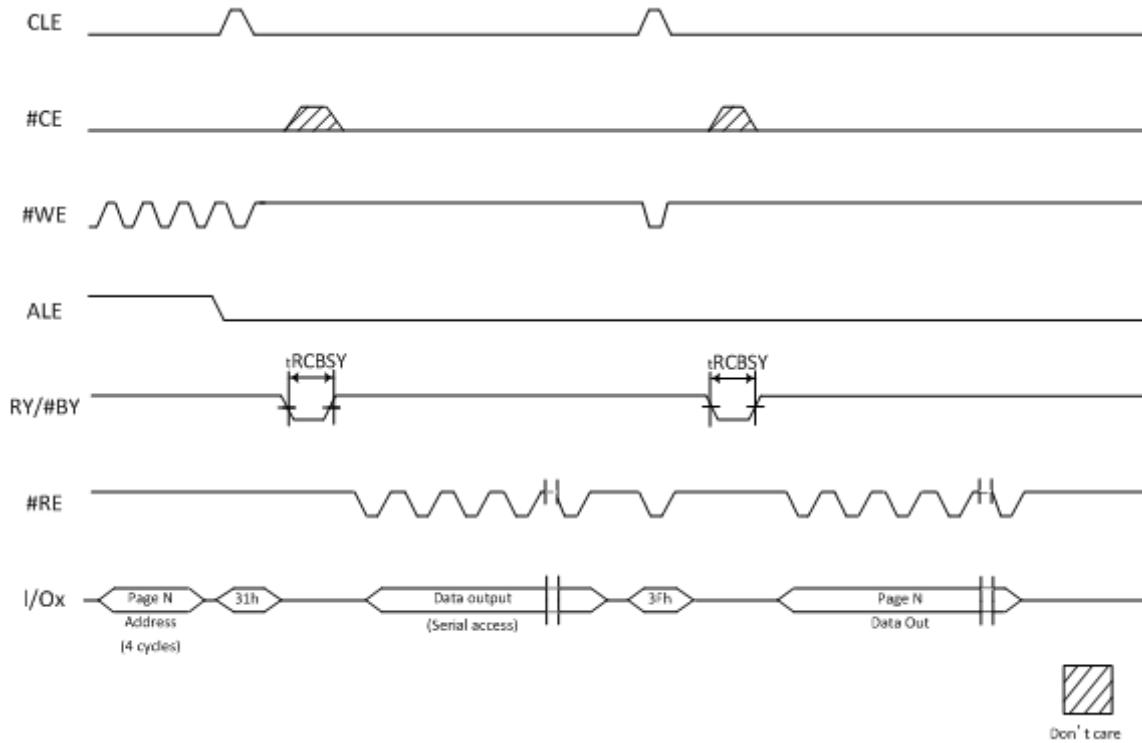 CLE
#CE
#WE
ALE
tRCBSY
tRCBSY
RY/#BY
#RE
I/Ox
Page N
31h
Data output
3Fh
Page N
Address
(Serial access)
Data Out
(4 cycles)
Don't care